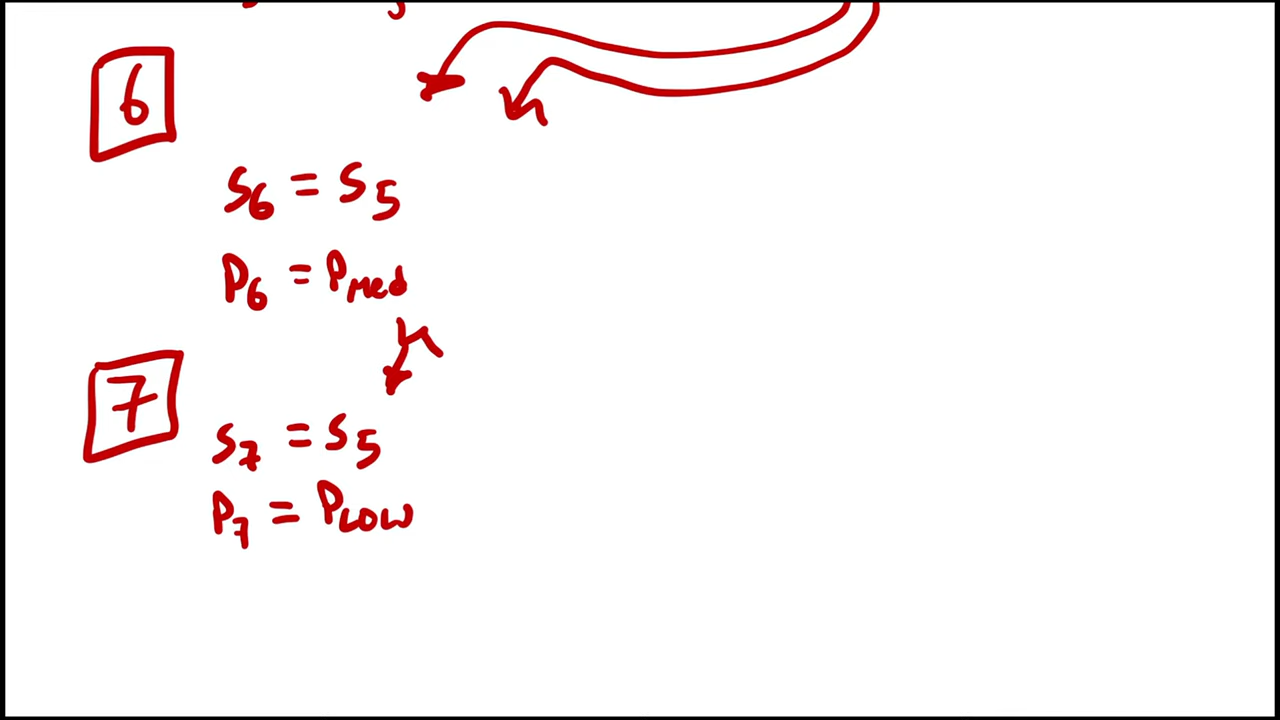 6
S6 = S5
P6 = PMed
7
S7 = S5
P7 = PLOW